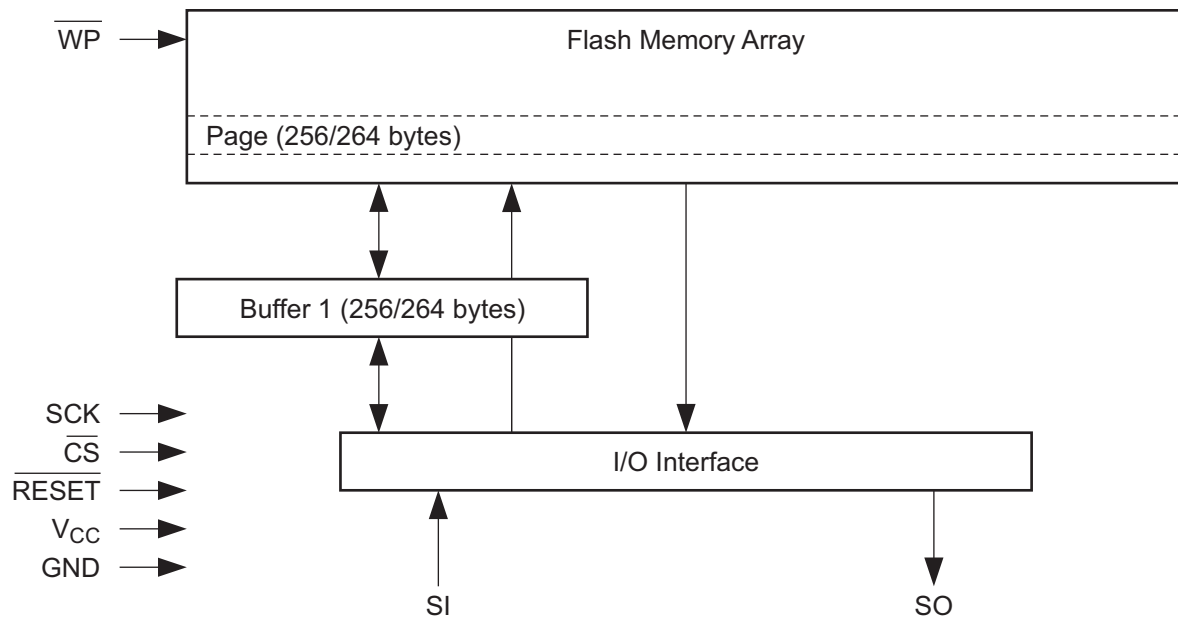 WP
Flash Memory Array
Page (256/264 bytes)
Buffer 1 (256/264 bytes)
SCK
CS
RESET
VCC
GND
I/O Interface
SI
SO